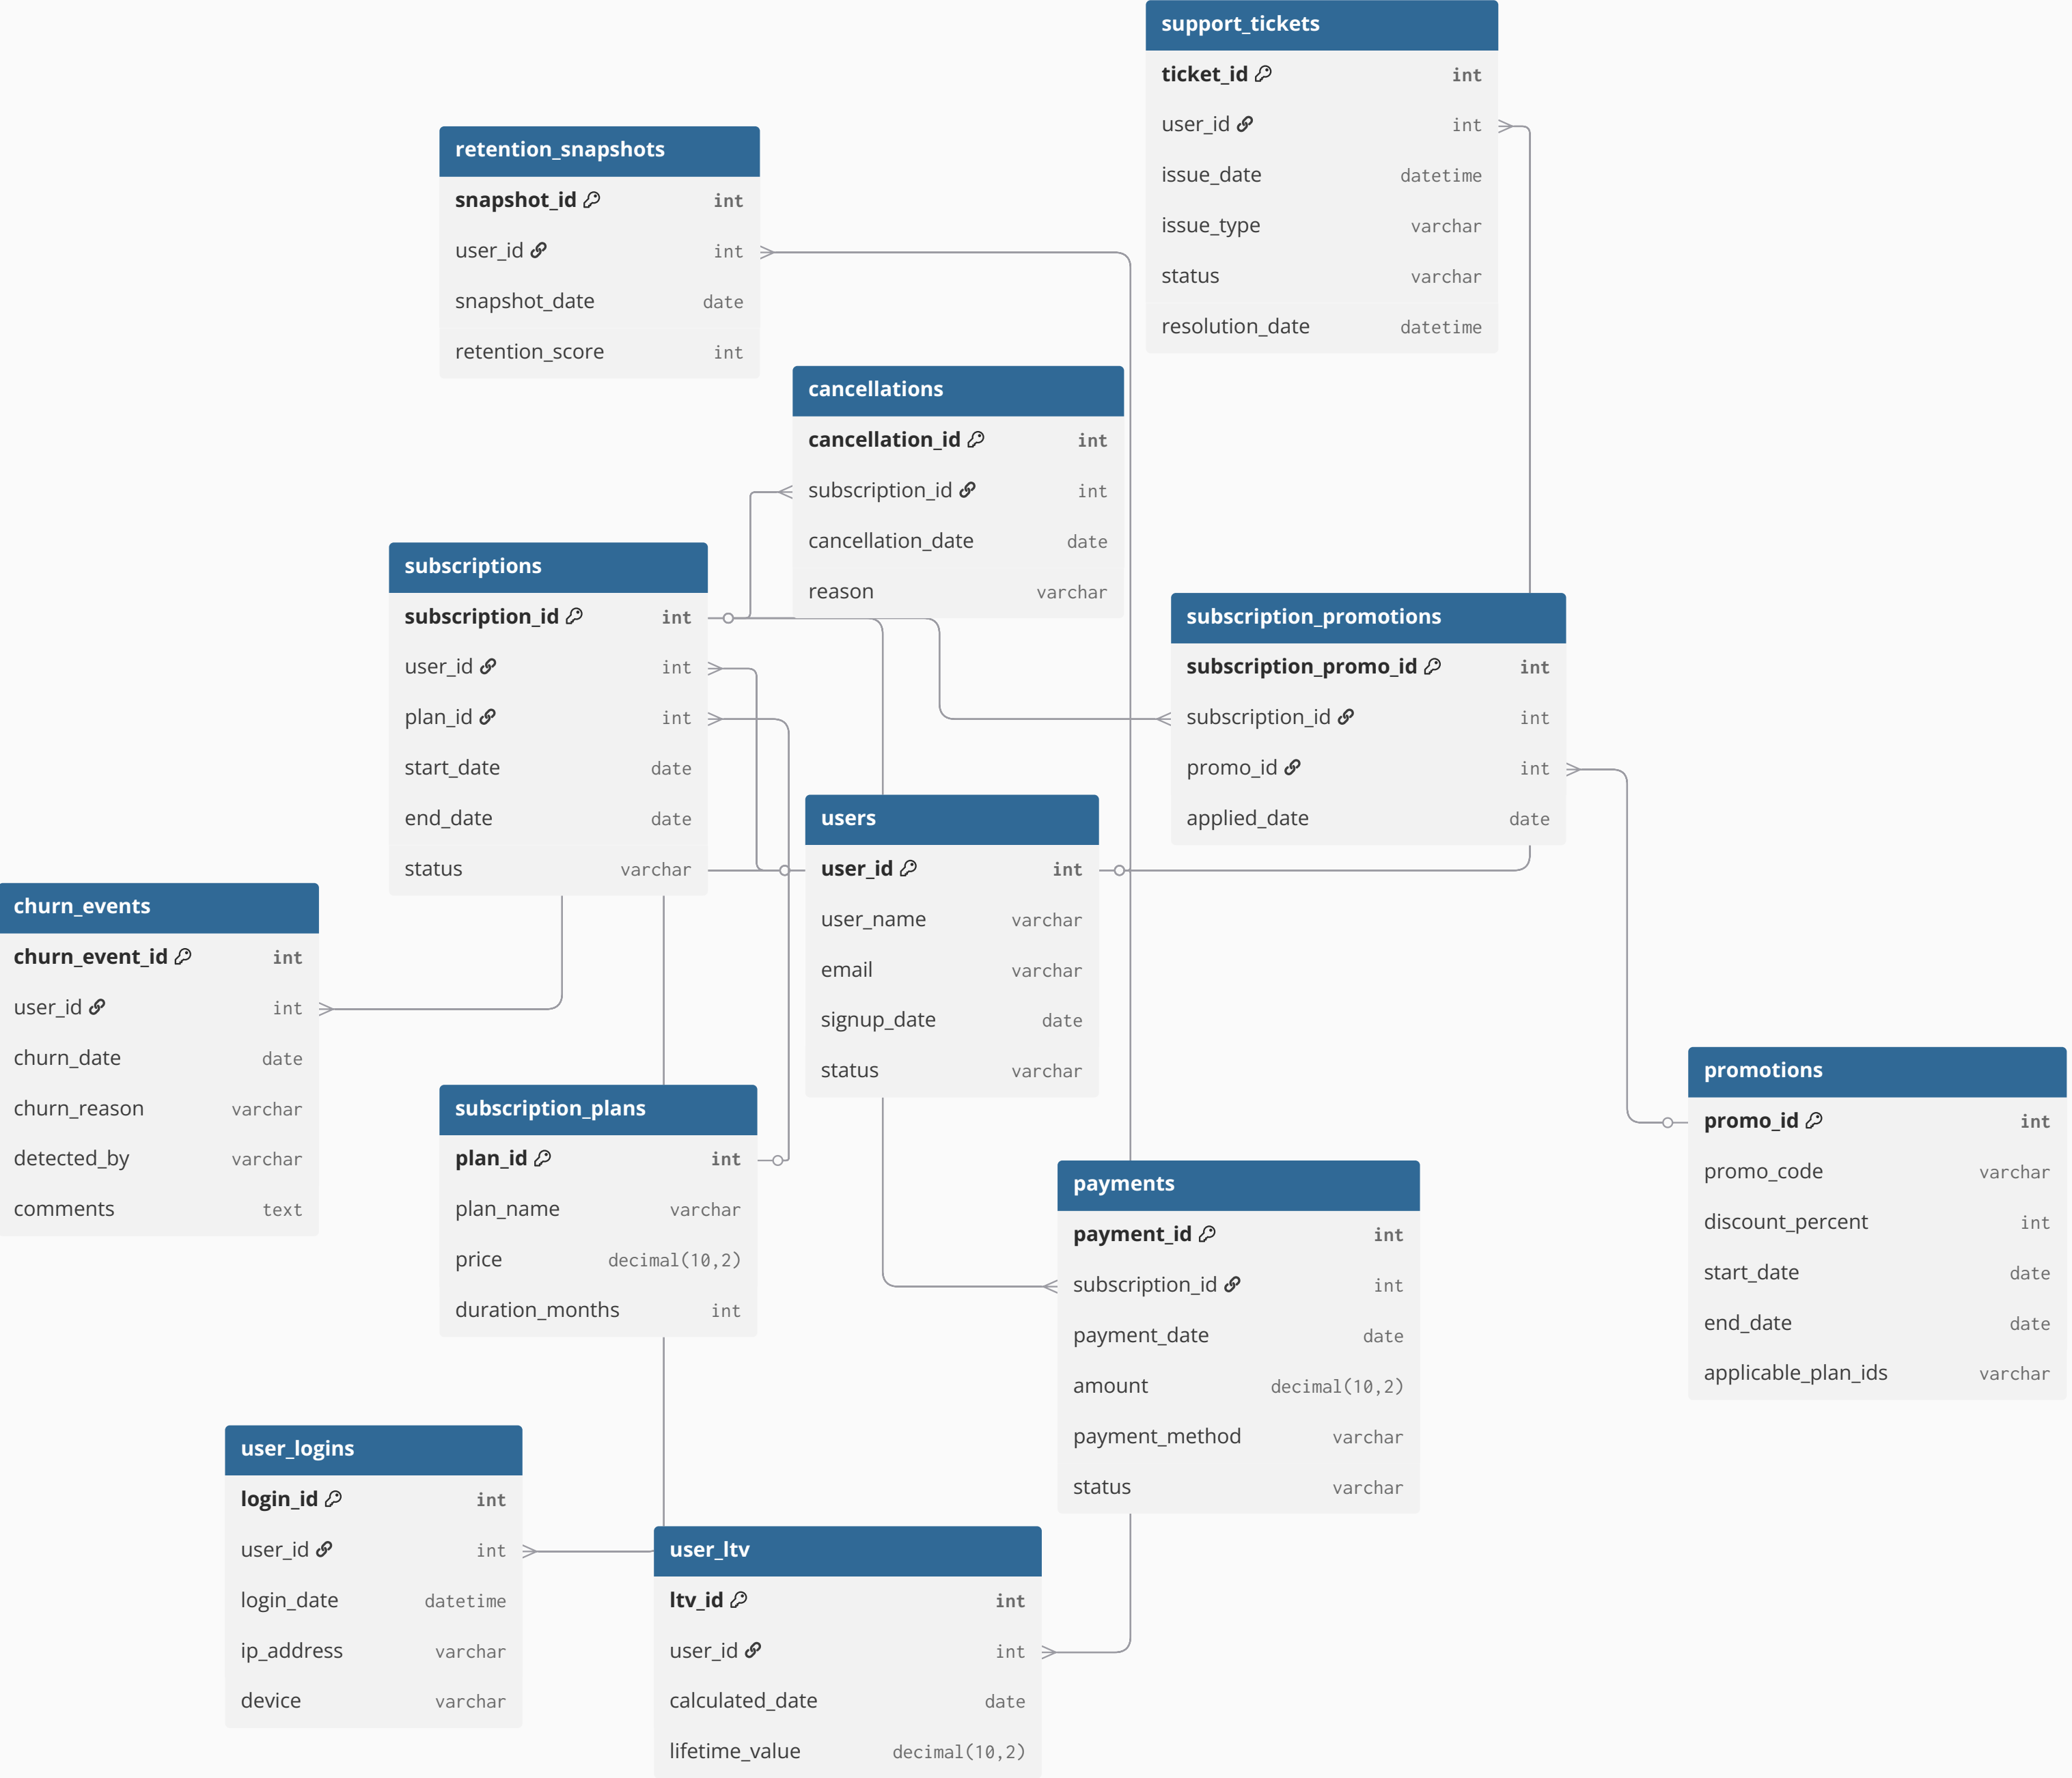 support_tickets
ticket_id int
user_id int
issue_date datetime
issue_type varchar
status varchar
resolution_date datetime
retention_snapshots
snapshot_id int
user_id int
snapshot_date date
retention_score int
cancellations
cancellation_id int
subscription_id int
cancellation_date date
reason varchar
subscriptions
subscription_id int
user_id int
plan_id int
start_date date
end_date date
status varchar
subscription_promotions
subscription_promo_id int
subscription_id int
promo_id int
applied_date date
users
user_id int
user_name varchar
email varchar
signup_date date
status varchar
churn_events
churn_event_id int
user_id int
churn_date date
churn_reason varchar
detected_by varchar
comments text
subscription_plans
plan_id int
plan_name varchar
price decimal(10,2)
duration_months int
promotions
promo_id int
promo_code varchar
discount_percent int
start_date date
end_date date
applicable_plan_ids varchar
payments
payment_id int
subscription_id int
payment_date date
amount decimal(10,2)
payment_method varchar
status varchar
user_logins
login_id int
user_id int
login_date datetime
ip_address varchar
device varchar
user_ltv
ltv_id int
user_id int
calculated_date date
lifetime_value decimal(10,2)